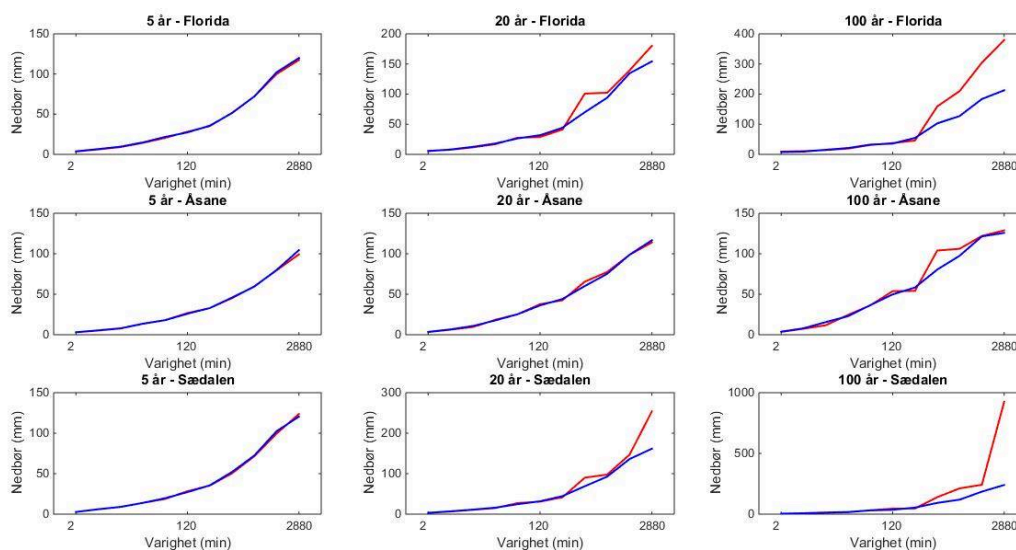 5 år - Florida
150
100
50
0
Nedbør (mm)
2
120
2880
Varighet (min)
20 år - Florida
200
150
100
50
0
Nedbør (mm)
2
120
2880
Varighet (min)
100 år - Florida
400
300
200
100
0
Nedbør (mm)
2
120
2880
Varighet (min)
5 år - Åsane
150
100
50
0
Nedbør (mm)
2
120
2880
Varighet (min)
20 år - Åsane
150
100
50
0
Nedbør (mm)
2
120
2880
Varighet (min)
100 år - Åsane
150
100
50
0
Nedbør (mm)
2
120
2880
Varighet (min)
5 år - Sædalen
150
100
50
0
Nedbør (mm)
2
120
2880
Varighet (min)
20 år - Sædalen
300
200
100
0
Nedbør (mm)
2
120
2880
Varighet (min)
100 år - Sædalen
1000
500
0
Nedbør (mm)
2
120
2880
Varighet (min)